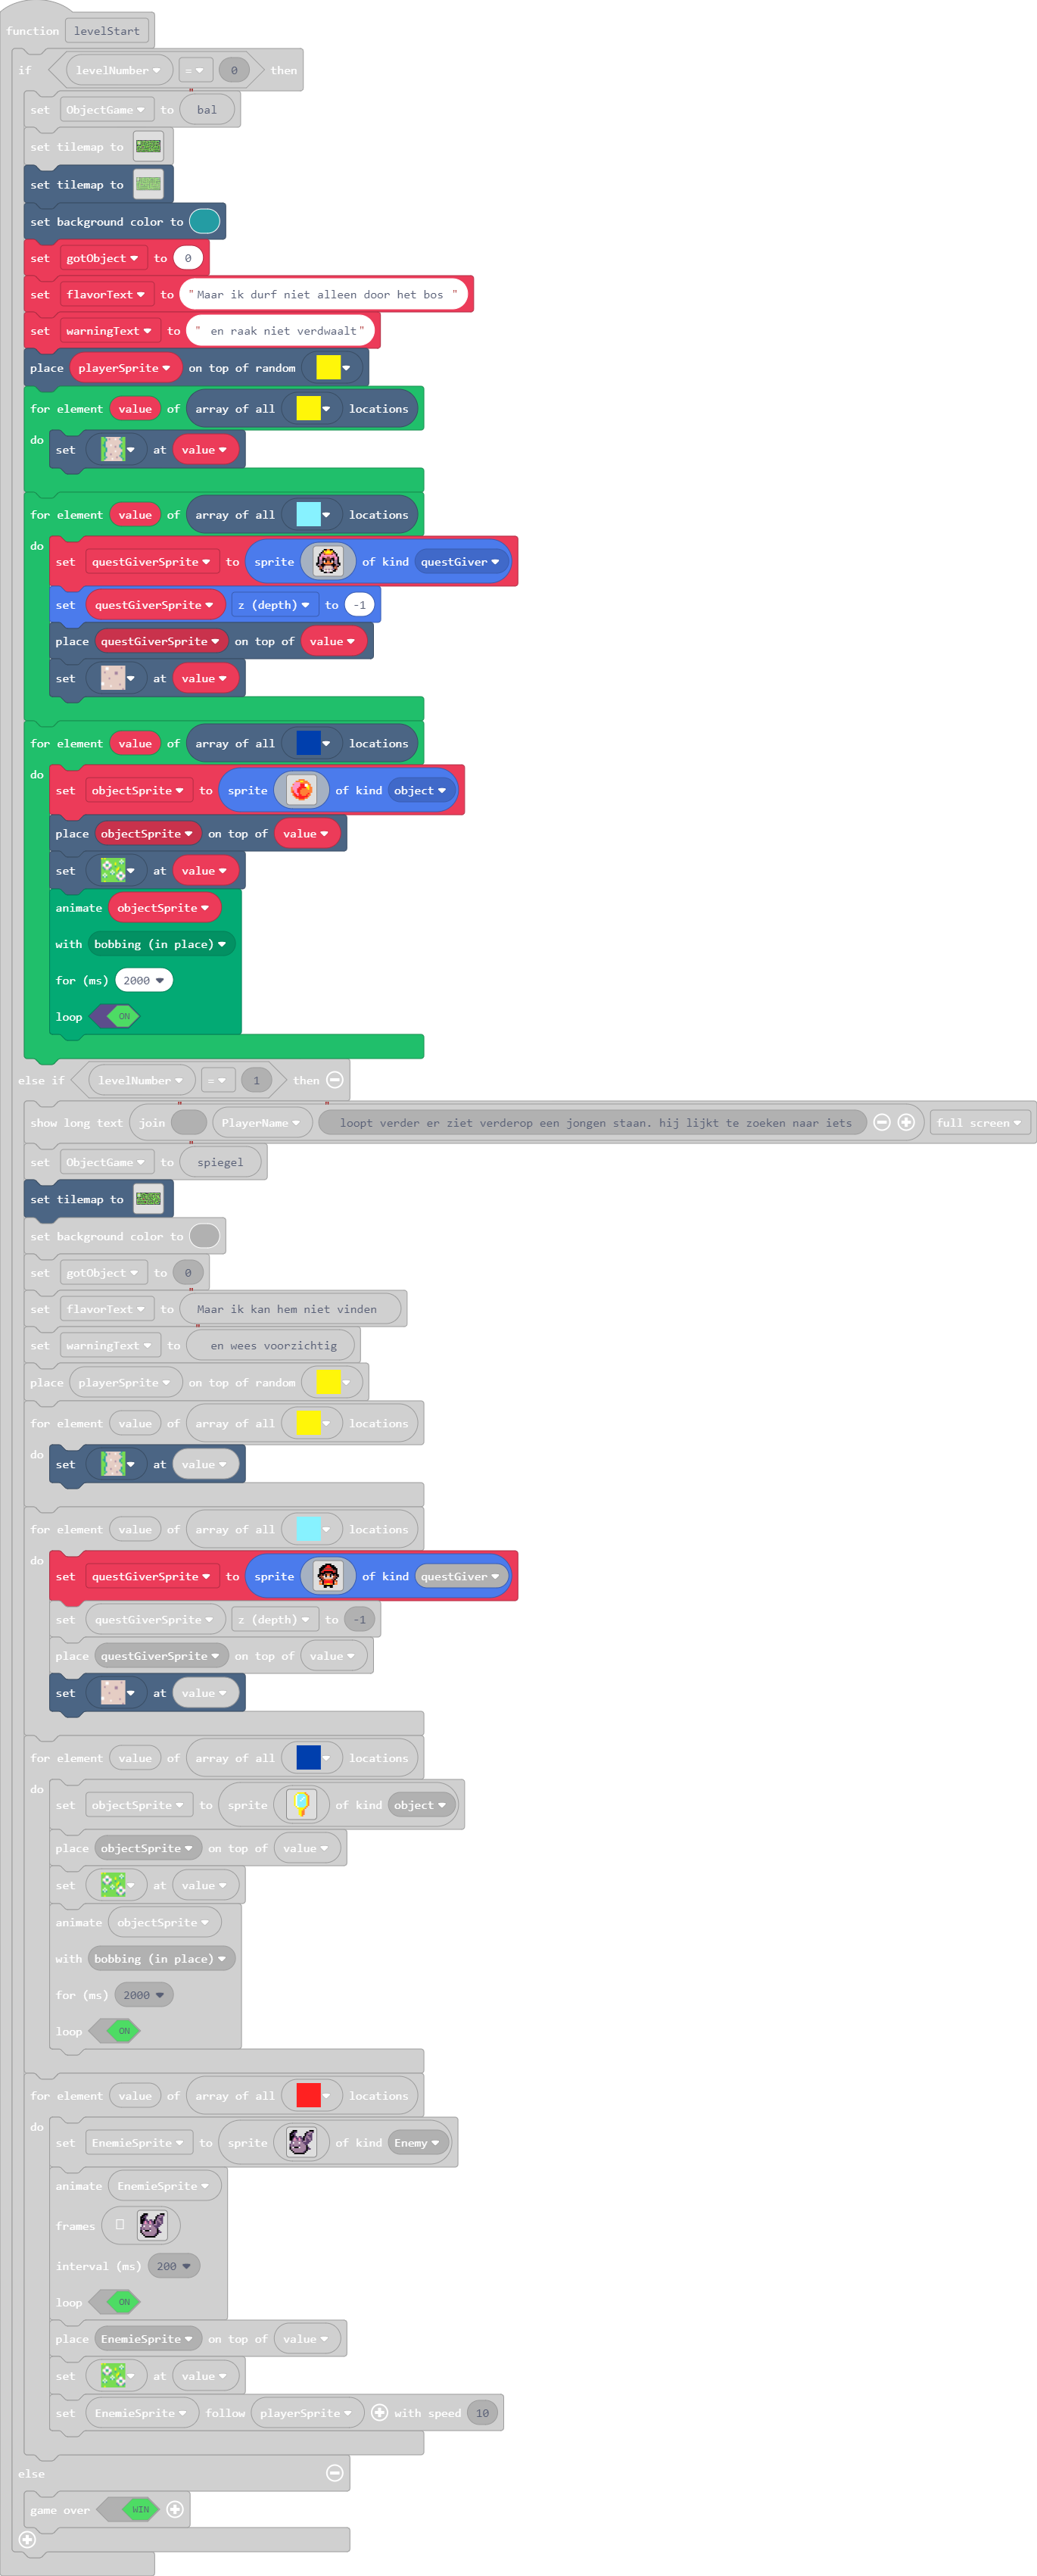 function levelStart
if levelNumber = 0 then
set ObjectGame to " bal
set tilemap to
set tilemap to
set background color to
set gotObject to 0
set flavorText to "Maar ik durf niet alleen door het bos "
set warningText to " en raak niet verdwaalt"
place playerSprite on top of random
for element value of array of all locations
do set at value
for element value of array of all locations
do set questGiverSprite to sprite of kind questGiver
set questGiverSprite z (depth) to -1
place questGiverSprite on top of value
set at value
for element value of array of all locations
do set objectSprite to sprite of kind object
place objectSprite on top of value
set at value
animate objectSprite
with bobbing (in place)
for (ms) 2000
loop ON
else if levelNumber = 1 then
show long text join " PlayerName " loopt verder er ziet verderop een jongen staan. hij lijkt te zoeken naar iets full screen
set ObjectGame to " spiegel
set tilemap to
set background color to
set gotObject to 0
set flavorText to " Maar ik kan hem niet vinden
set warningText to " en wees voorzichtig
place playerSprite on top of random
for element value of array of all locations
do set at value
for element value of array of all locations
do set questGiverSprite to sprite of kind questGiver
set questGiverSprite z (depth) to -1
place questGiverSprite on top of value
set at value
for element value of array of all locations
do set objectSprite to sprite of kind object
place objectSprite on top of value
set at value
animate objectSprite
with bobbing (in place)
for (ms) 2000
loop ON
for element value of array of all locations
do set EnemieSprite to sprite of kind Enemy
animate EnemieSprite
frames
interval (ms) 200
loop ON
place EnemieSprite on top of value
set at value
set EnemieSprite follow playerSprite with speed 10
else
game over WIN